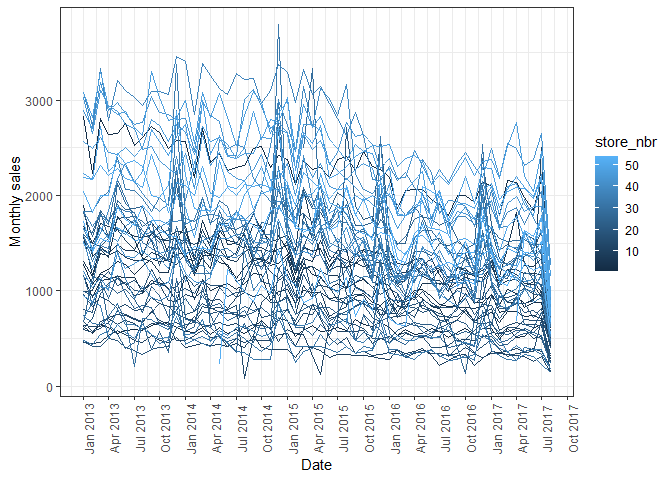 Monthly sales
3000
2000
1000
0
Jan 2013
Apr 2013
Jul 2013
Oct 2013
Jan 2014
Apr 2014
Jul 2014
Oct 2014
Jan 2015
Apr 2015
Jul 2015
Oct 2015
Jan 2016
Apr 2016
Jul 2016
Oct 2016
Jan 2017
Apr 2017
Jul 2017
Oct 2017
Date
store_nbr
50
40
30
20
10